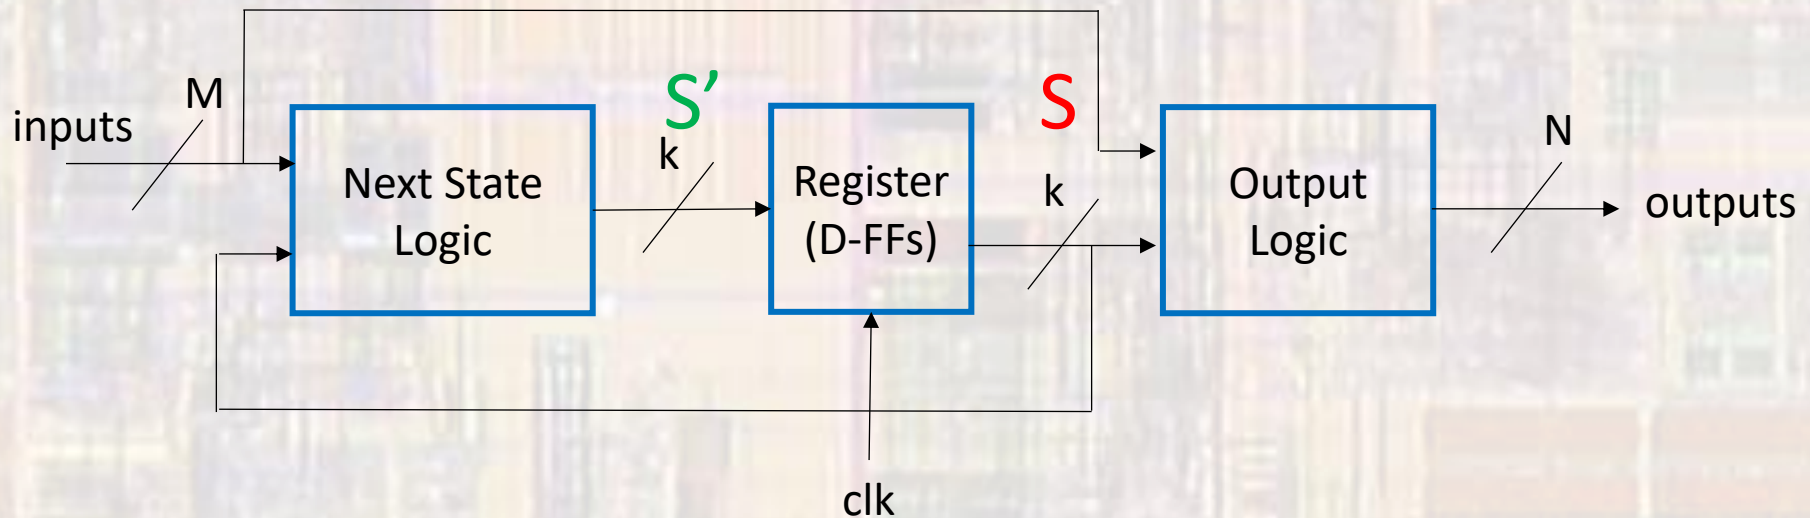 inputs
M
Next State
Logic
S’
k
Register
(D-FFs)
clk
S
k
Output
Logic
N
outputs